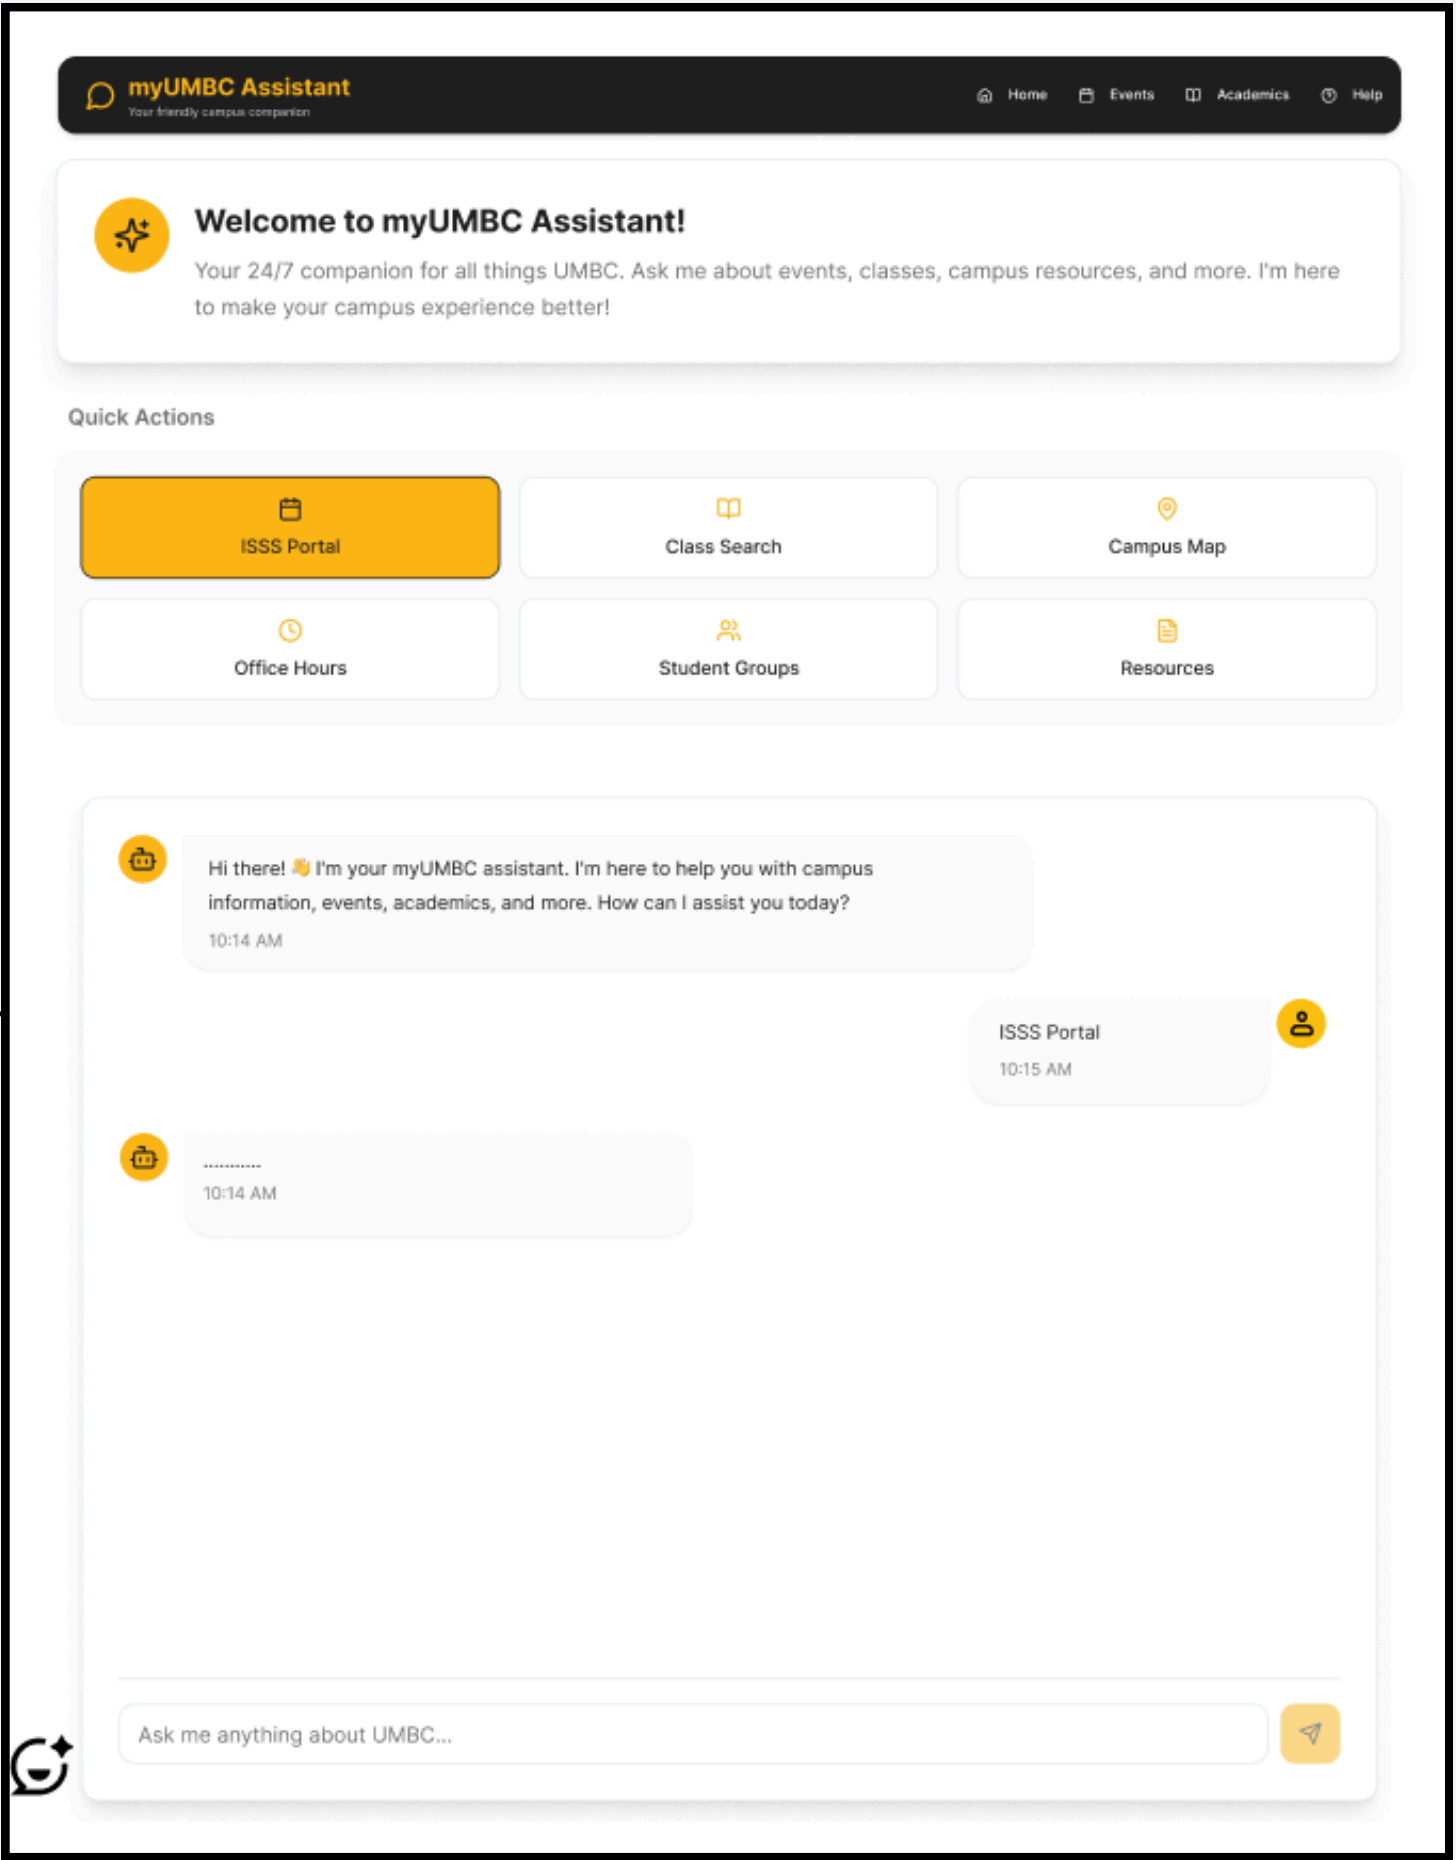 myUMBC Assistant
Your friendly campus companion
Home
Events
Academics
Help
Welcome to myUMBC Assistant!
Your 24/7 companion for all things UMBC. Ask me about events, classes, campus resources, and more. I'm here
to make your campus experience better!
Quick Actions
ISSS Portal
Class Search
Campus Map
Office Hours
Student Groups
Resources
Hi there! 👋 I'm your myUMBC assistant. I'm here to help you with campus
information, events, academics, and more. How can I assist you today?
10:14 AM
ISSS Portal
10:15 AM
...........
10:14 AM
Ask me anything about UMBC...